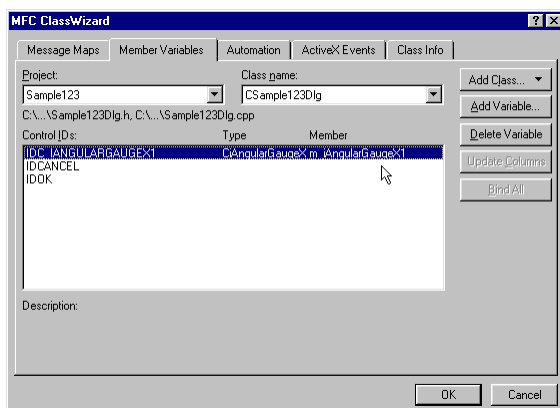 MFC ClassWizard
Message Maps Member Variables Automation ActiveX Events Class Info
Project: Class name:
Sample123 CSample123Dlg
Add Class...
C:\...\Sample123Dlg.h, C:\...\Sample123Dlg.cpp
Add Variable...
Control IDs: Type Member
Delete Variable
IDC_IANGULARGAUGEX1 CiAngularGaugeX m_iAngularGaugeX1
IDCANCEL
Update Columns
IDOK
Bind All
Description:
OK Cancel